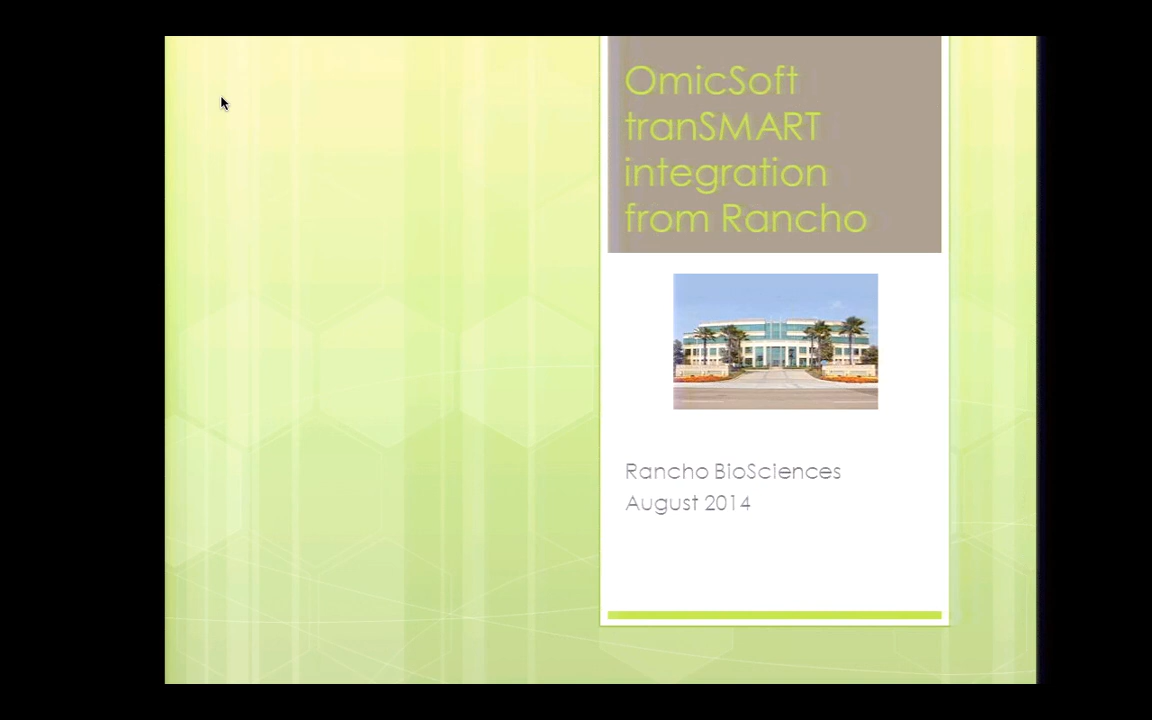 OmicSoft
tranSMART
integration
from Rancho
Rancho BioSciences
August 2014